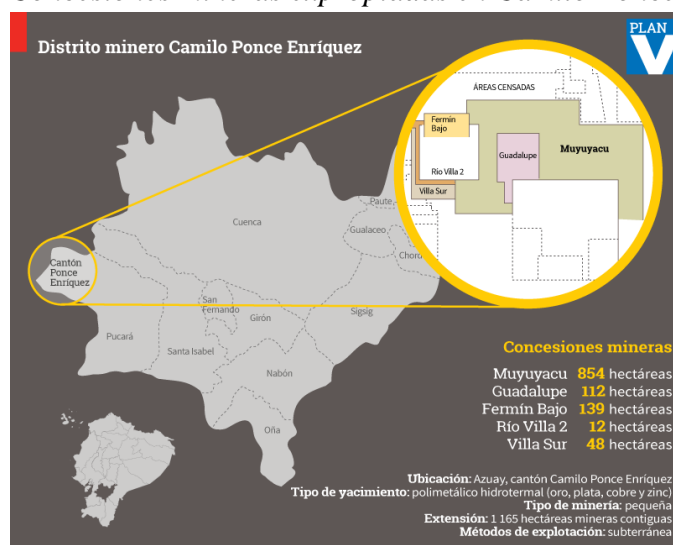 Distrito minero Camilo Ponce Enríquez
PLAN
V
ÁREAS CENSADAS
Fermín
Bajo
Río Villa 2
Villa Sur
Guadalupe
Muyuyacu
Cuenca
Paute
Gualaceo
Cantón
Ponce
Enríquez
San
Fernando
Girón
Sigsig
Pucará
Santa Isabel
Nabón
Oña
Concesiones mineras
Muyuyacu 854 hectáreas
Guadalupe 112 hectáreas
Fermín Bajo 139 hectáreas
Río Villa 2 12 hectáreas
Villa Sur 48 hectáreas
Ubicación: Azuay, cantón Camilo Ponce Enríquez
Tipo de yacimiento: polimetálico hidrotermal (oro, plata, cobre y zinc)
Tipo de minería: pequeña
Extensión: 1 165 hectáreas mineras contiguas
Métodos de explotación: subterránea